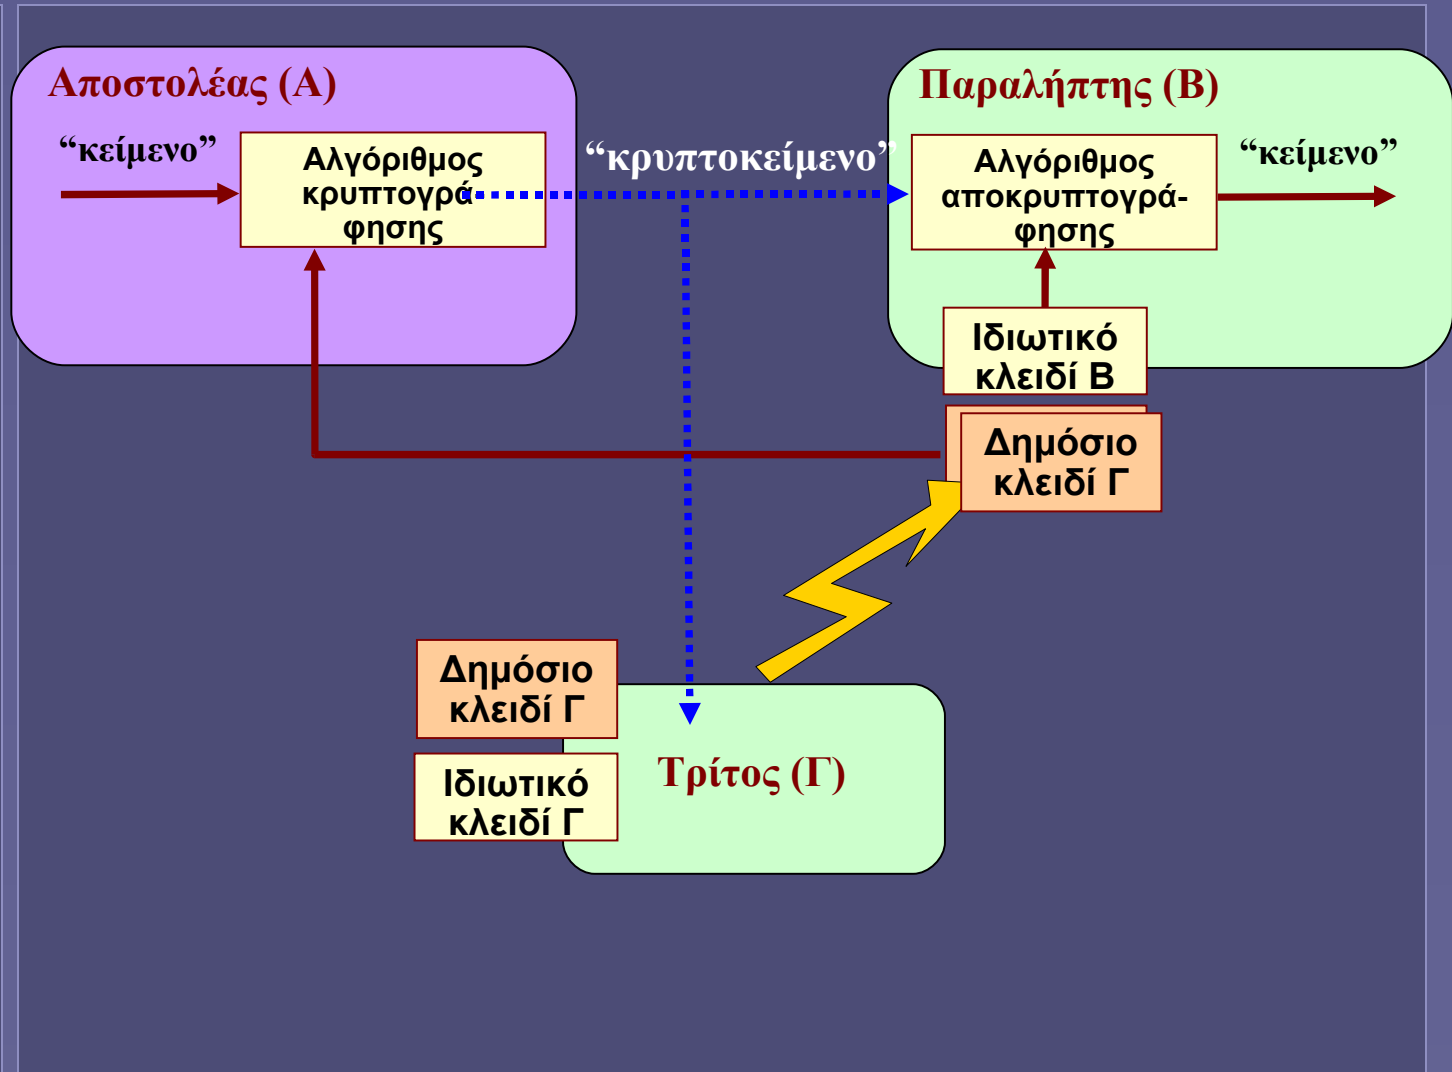 Αποστολέας (Α)
“κείμενο”
Αλγόριθμος
κρυπτογρά-
φησης
“κρυπτοκείμενο”
Παραλήπτης (Β)
Αλγόριθμος
αποκρυπτογρά-
φησης
“κείμενο”
Ιδιωτικό
κλειδί Β
Δημόσιο
κλειδί Γ
Δημόσιο
κλειδί Γ
Ιδιωτικό
κλειδί Γ
Τρίτος (Γ)